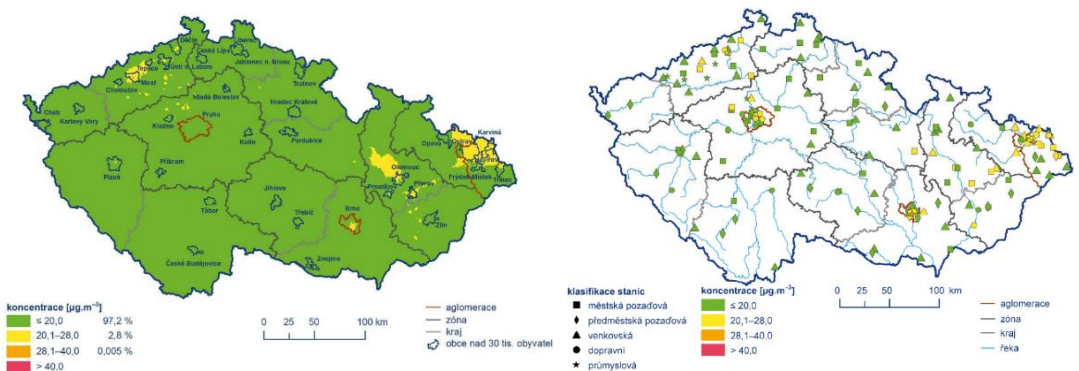 Děčín
Liberec
Česká Lípa
Teplice
Ústí n. Labem
Jablonec n. Nisou
Most
Chomutov
Trutnov
Mladá Boleslav
Cheb
Karlovy Vary
Hradec Králové
Kladno
Praha
Kolín
Pardubice
Karviná
Opava
Ostrava
Havířov
Plzeň
Příbram
Olomouc
Frýdek-Místek
Třinec
Prostějov
Přerov
Jihlava
Tábor
Třebíč
Brno
Zlín
České Budějovice
Znojmo
koncentrace [µg.m⁻³]
≤ 20,0 97,2 %
20,1–28,0 2,8 %
28,1–40,0 0,005 %
> 40,0
0 50 100 km
aglomerace
zóna
kraj
obce nad 30 tis. obyvatel
klasifikace stanic
městská pozaďová
předměstská pozaďová
venkovská
dopravní
průmyslová
koncentrace [µg.m⁻³]
≤ 20,0
20,1–28,0
28,1–40,0
> 40,0
0 50 100 km
aglomerace
zóna
kraj
řeka